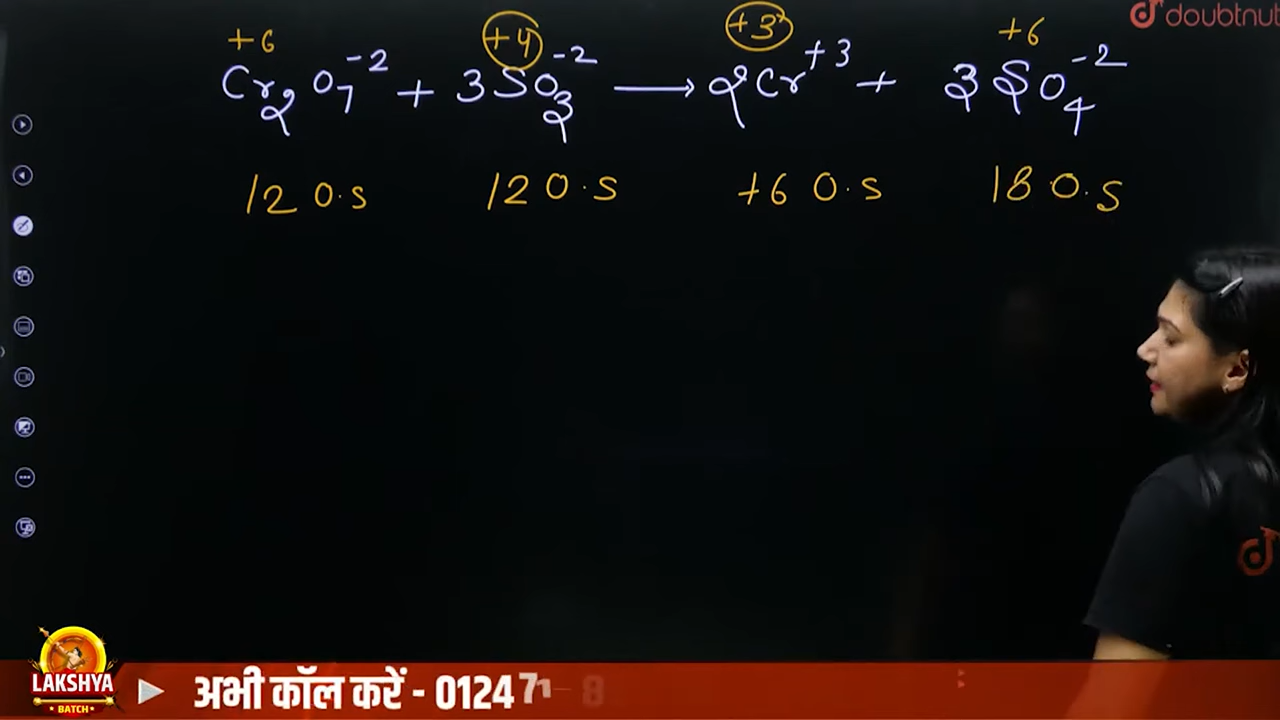 doubtnut
+6 +4 +3 +6
Cr₂O₇⁻² + 3SO₃⁻² ⟶ 2Cr⁺³ + 3SO₄⁻²
12 O.S 12 O.S +6 O.S 18 O.S
LAKSHYA
BATCH
अभी कॉल करें - 0124